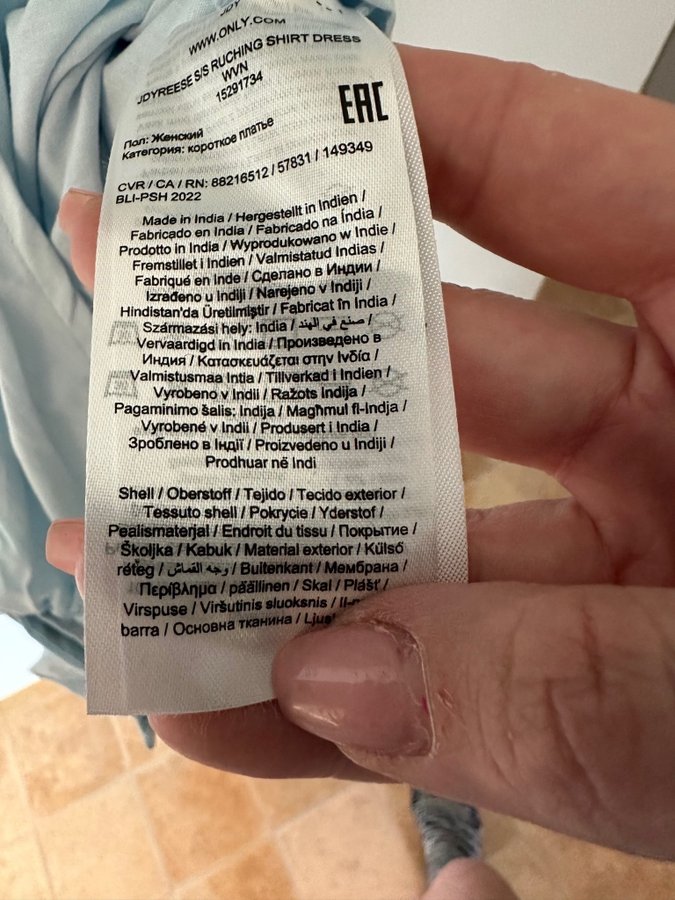 JDY
WWW.ONLY.COM
JDYREESE S/S RUCHING SHIRT DRESS
WVN
15291734
EAC
Пол: Женский
Категория: короткое платье
CVR / CA / RN: 88216512 / 57831 / 149349
BLI-PSH 2022
Made in India / Hergestellt in Indien /
Fabricado en India / Fabricado na Índia /
Prodotto in India / Wyprodukowano w Indie /
Fremstillet i Indien / Valmistatud Indias /
Fabriqué en Inde / Сделано в Индии /
Izrađeno u Indiji / Narejeno v Indiji /
Hindistan'da Üretilmiştir / Fabricat în India /
Származási hely: India / صنع في الهند /
Vervaardigd in India / Произведено в
Индия / Κατασκευάζεται στην Ινδία /
Valmistusmaa Intia / Tillverkad i Indien /
Vyrobeno v Indii / Ražots Indija /
Pagaminimo šalis: Indija / Magħmul fl-Indja /
Vyrobené v Indii / Produsert i India /
Зроблено в Індії / Proizvedeno u Indiji /
Prodhuar në Indi
Shell / Oberstoff / Tejido / Tecido exterior /
Tessuto shell / Pokrycie / Yderstof /
Pealismaterjal / Endroit du tissu / Покрытие /
Školjka / Kabuk / Material exterior / Külső
réteg / وجه القماش / Buitenkant / Мембрана /
Περίβλημα / päällinen / Skal / Plášť /
Virspuse / Viršutinis sluoksnis /
barra / Основна тканина /